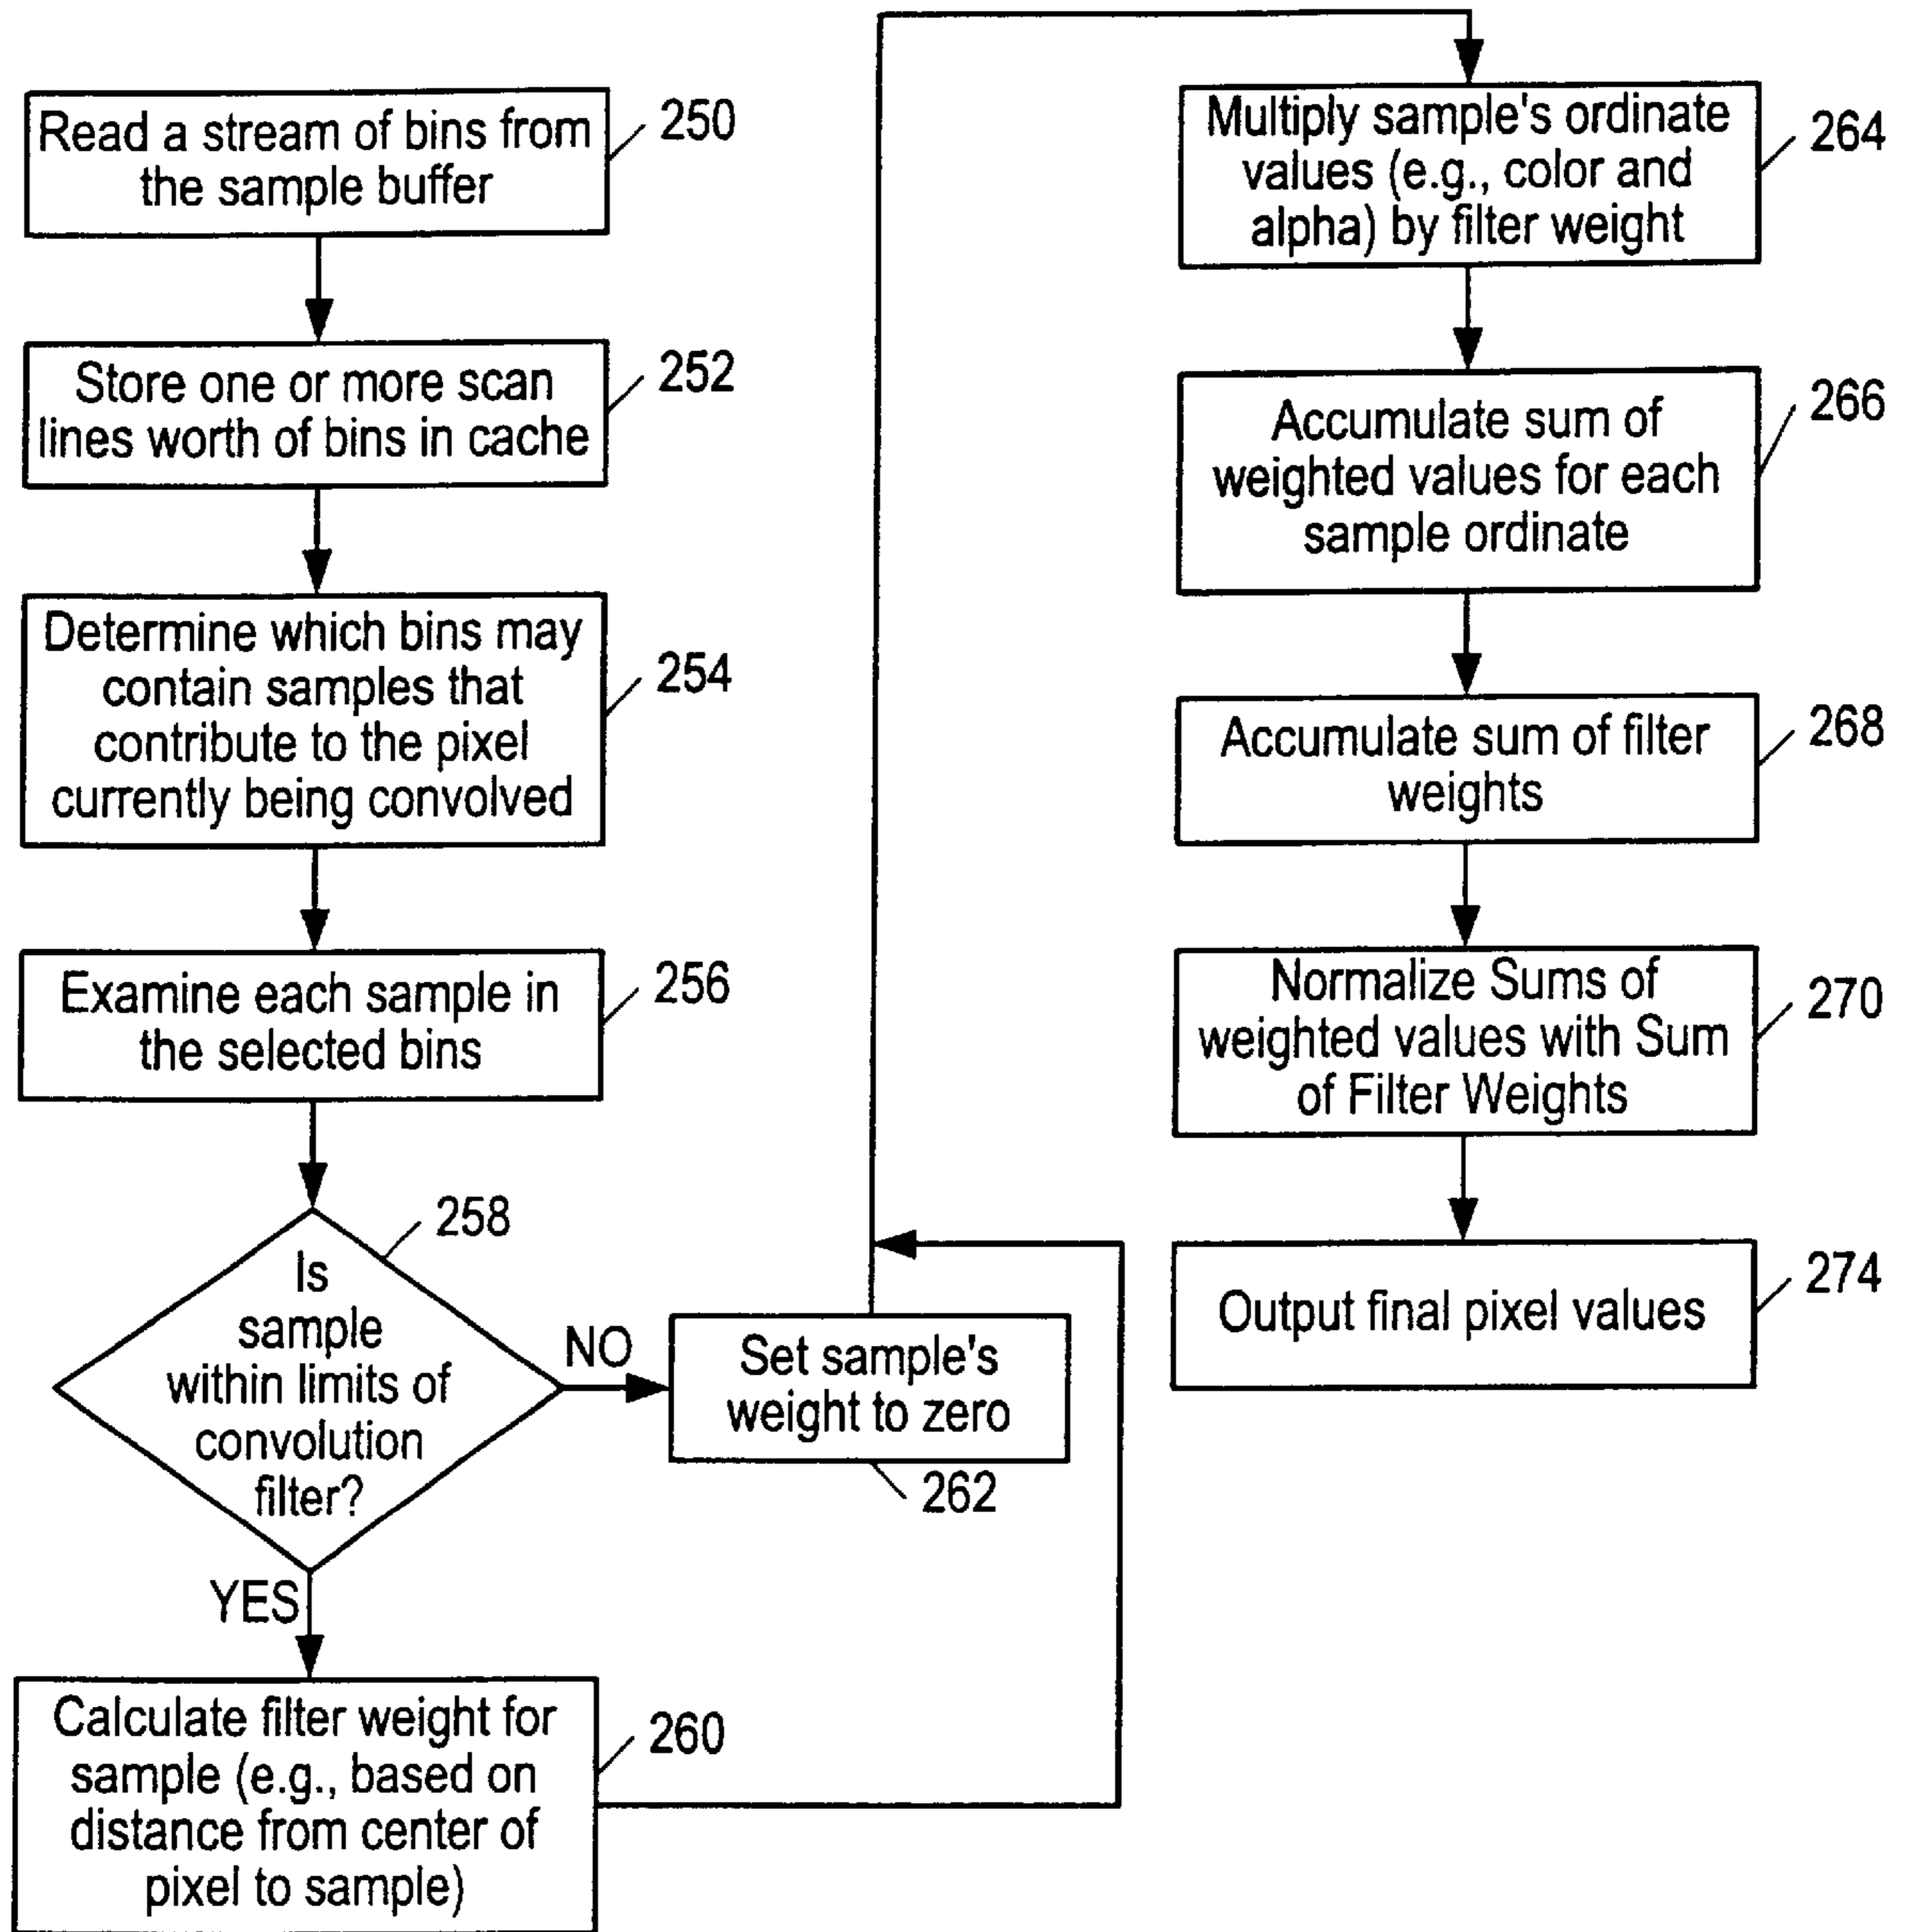 Read a stream of bins from
the sample buffer
250
Store one or more scan
lines worth of bins in cache
252
Determine which bins may
contain samples that
contribute to the pixel
currently being convolved
254
Examine each sample in
the selected bins
256
258
Is
sample
within limits of
convolution
filter?
NO
YES
Set sample's
weight to zero
262
Calculate filter weight for
sample (e.g., based on
distance from center of
pixel to sample)
260
Multiply sample's ordinate
values (e.g., color and
alpha) by filter weight
264
Accumulate sum of
weighted values for each
sample ordinate
266
Accumulate sum of filter
weights
268
Normalize Sums of
weighted values with Sum
of Filter Weights
270
Output final pixel values
274